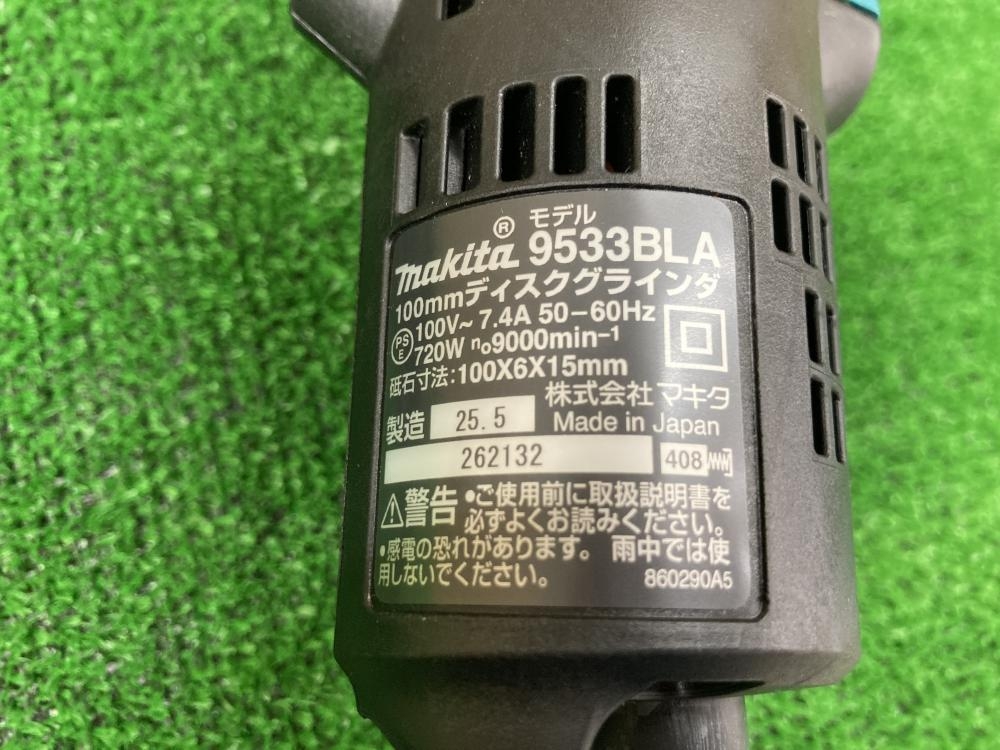 モデル
makita® 9533BLA
100mmディスクグラインダ
PSE 100V~ 7.4A 50-60Hz
720W n₀9000min⁻¹
砥石寸法:100X6X15mm
株式会社 マキタ
製造 25.5 Made in Japan
262132 408
⚠警告 •ご使用前に取扱説明書を
必ずよくお読みください。
•感電の恐れがあります。 雨中では使
用しないでください。
860290A5